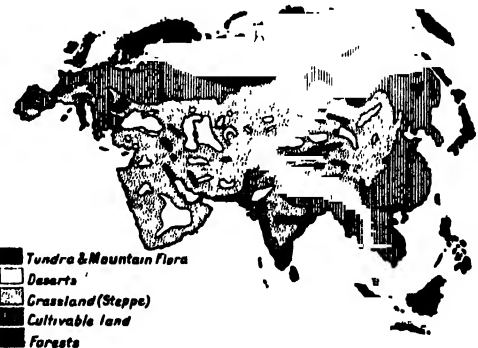 Tundra & Mountain Flora
Deserts
Grassland (Steppe)
Cultivable land
Forests